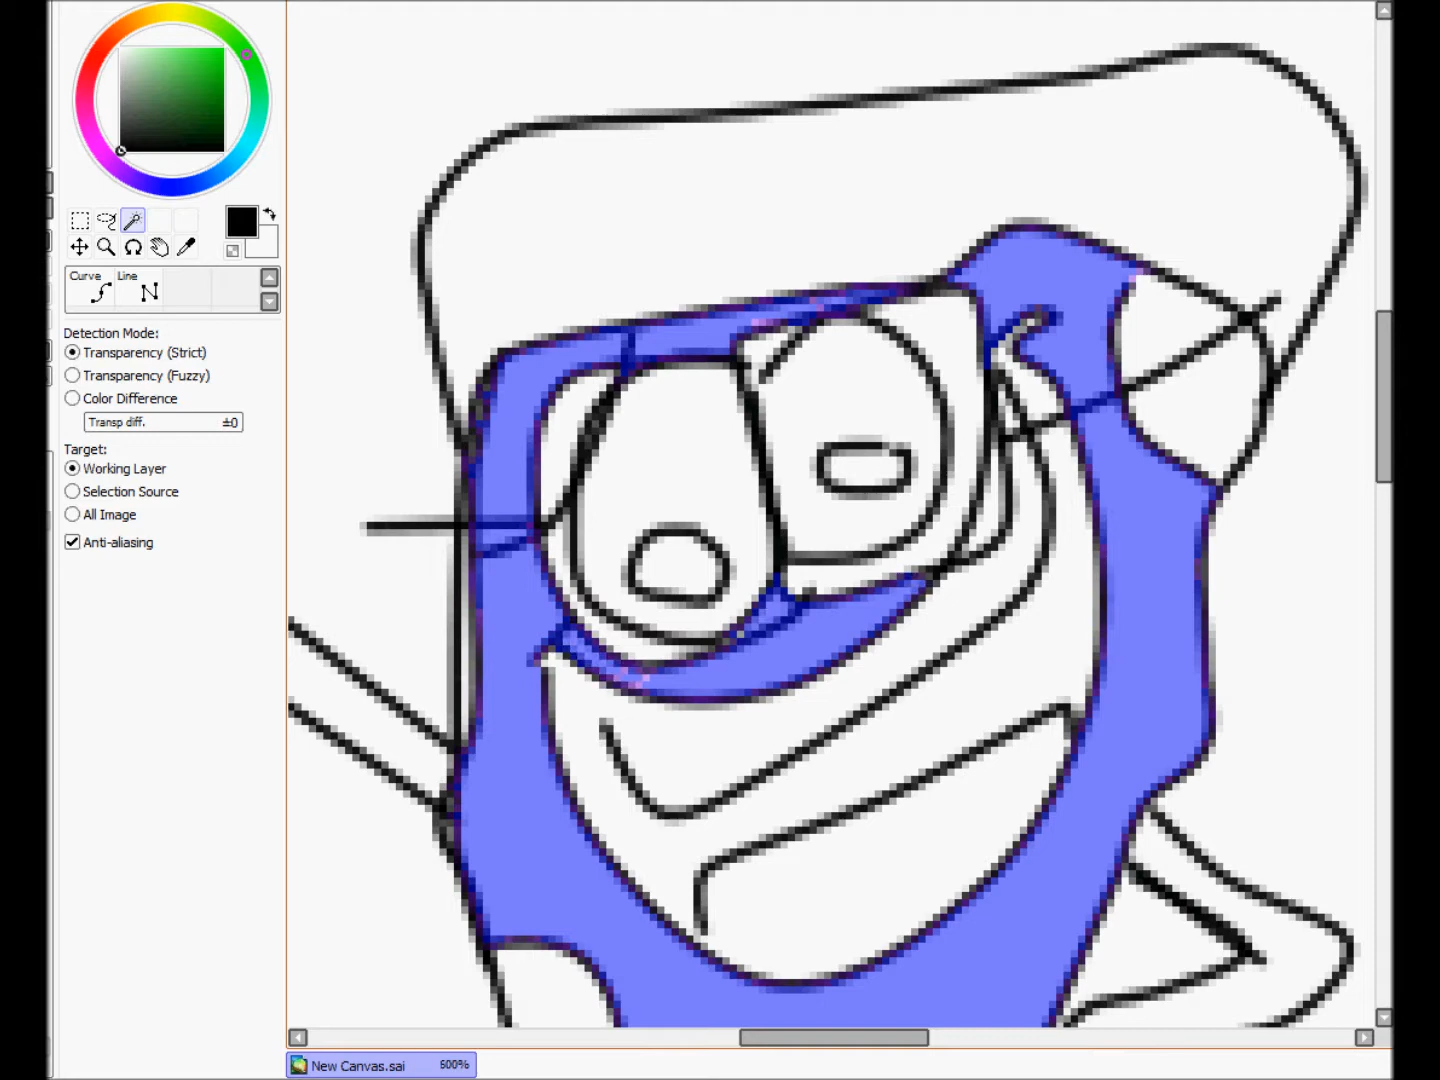 Curve Line
Detection Mode:
Transparency (Strict)
Transparency (Fuzzy)
Color Difference
Transp diff. ±0
Target:
Working Layer
Selection Source
All Image
Anti-aliasing
New Canvas.sai 600%